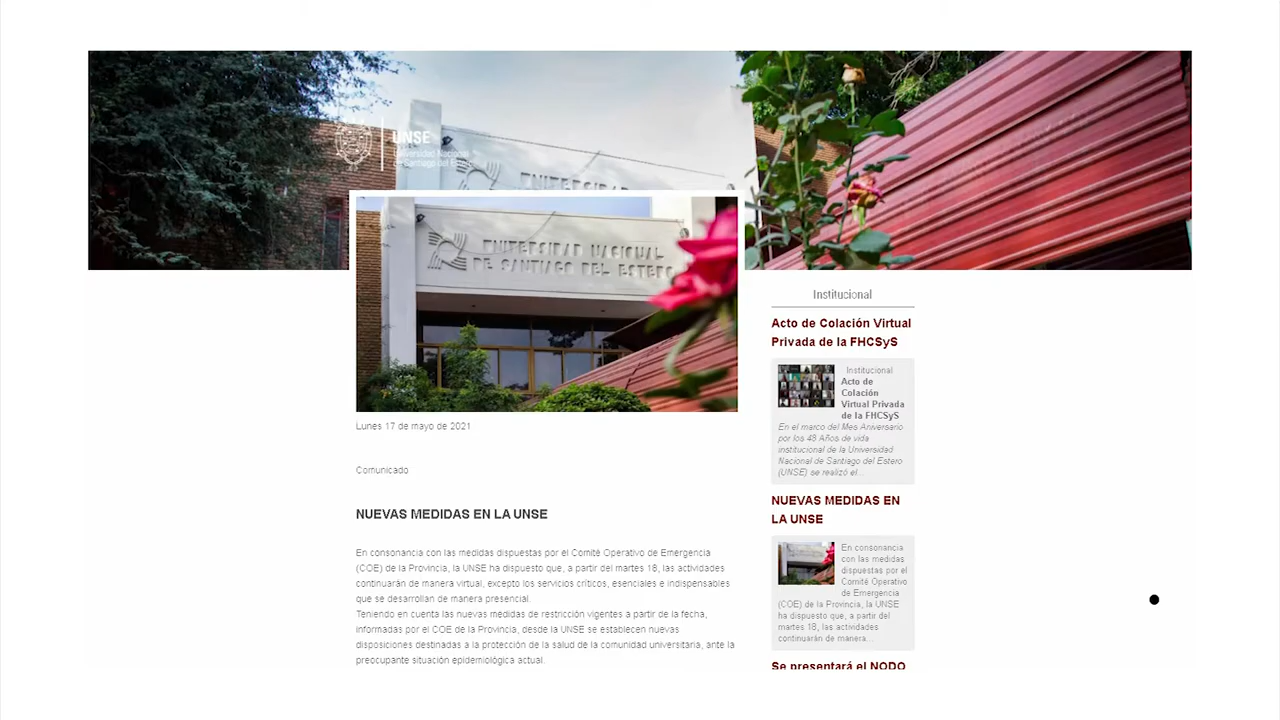 UNSE
Universidad Nacional
de Santiago del Estero
UNIVERSIDAD
UNIVERSIDAD NACIONAL
DE SANTIAGO DEL ESTERO
Lunes 17 de mayo de 2021
Comunicado
NUEVAS MEDIDAS EN LA UNSE
En consonancia con las medidas dispuestas por el Comité Operativo de Emergencia
(COE) de la Provincia, la UNSE ha dispuesto que, a partir del martes 18, las actividades
continuarán de manera virtual, excepto los servicios críticos, esenciales e indispensables
que se desarrollan de manera presencial.
Teniendo en cuenta las nuevas medidas de restricción vigentes a partir de la fecha,
informadas por el COE de la Provincia, desde la UNSE se establecen nuevas
disposiciones destinadas a la protección de la salud de la comunidad universitaria, ante la
preocupante situación epidemiológica actual.
Institucional
Acto de Colación Virtual
Privada de la FHCSyS
Institucional
Acto de
Colación
Virtual Privada
de la FHCSyS
En el marco del Mes Aniversario
por los 48 Años de vida
institucional de la Universidad
Nacional de Santiago del Estero
(UNSE) se realizó el...
NUEVAS MEDIDAS EN
LA UNSE
En consonancia
con las medidas
dispuestas por el
Comité Operativo
de Emergencia
(COE) de la Provincia, la UNSE
ha dispuesto que, a partir del
martes 18, las actividades
continuarán de manera...
Se presentará el NODO